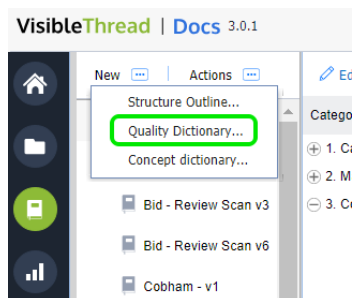 VisibleThread | Docs 3.0.1
New Actions
Structure Outline...
Quality Dictionary...
Concept dictionary...
Catego
1. Ca
2. M
3. Co
Bid - Review Scan v3
Bid - Review Scan v6
Cobham - v1